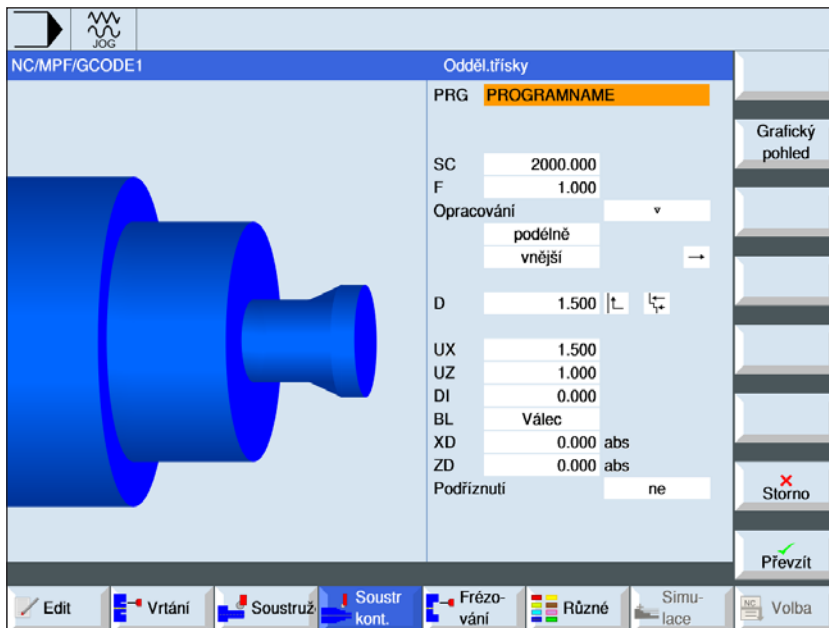 JOG
NC/MPF/GCODE1
Odděl.třísky
PRG PROGRAMNAME
SC 2000.000
F 1.000
Opracování ▿
podélně
vnější →
D 1.500
UX 1.500
UZ 1.000
DI 0.000
BL Válec
XD 0.000 abs
ZD 0.000 abs
Podříznutí ne
Grafický
pohled
Storno
Převzít
Edit
Vrtání
Soustruž
Soustr
kont.
Frézo-
vání
Různé
Simu-
lace
NC
Volba